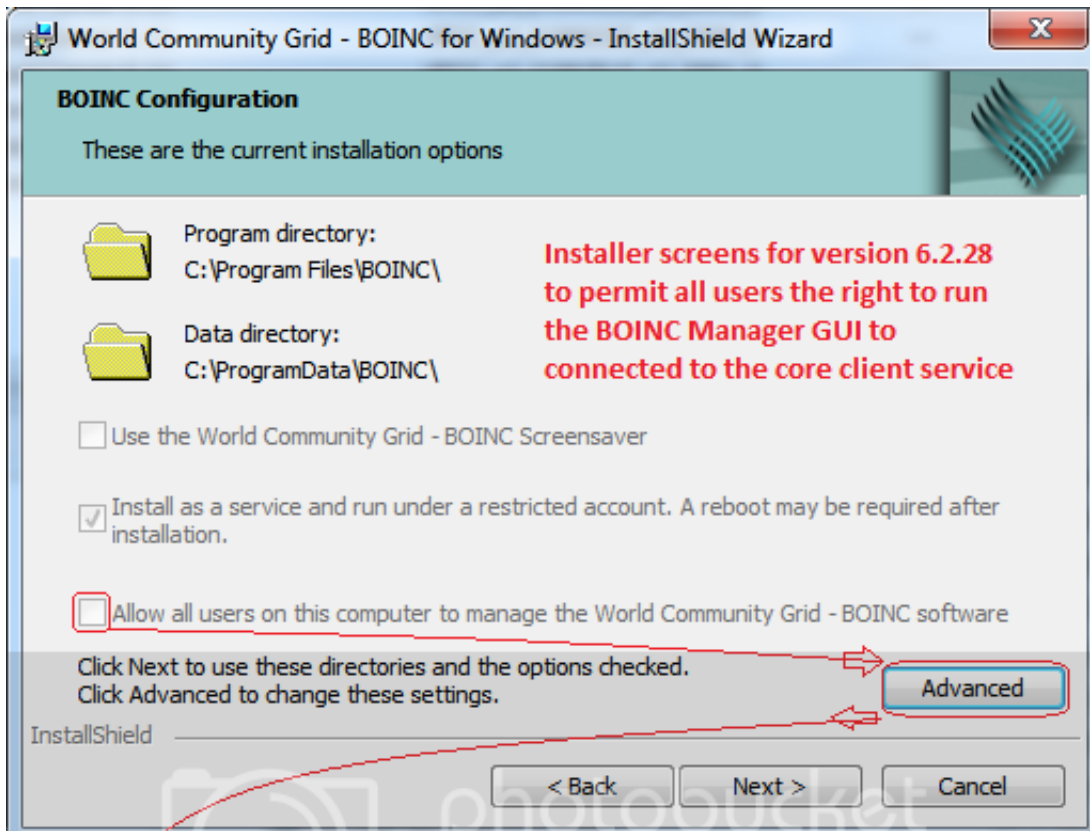 World Community Grid - BOINC for Windows - InstallShield Wizard
BOINC Configuration
These are the current installation options
Program directory:
C:\Program Files\BOINC\
Data directory:
C:\ProgramData\BOINC\
Installer screens for version 6.2.28
to permit all users the right to run
the BOINC Manager GUI to
connected to the core client service
Use the World Community Grid - BOINC Screensaver
Install as a service and run under a restricted account. A reboot may be required after
installation.
Allow all users on this computer to manage the World Community Grid - BOINC software
Click Next to use these directories and the options checked.
Click Advanced to change these settings.
Advanced
InstallShield
< Back
Next >
Cancel
photobucket